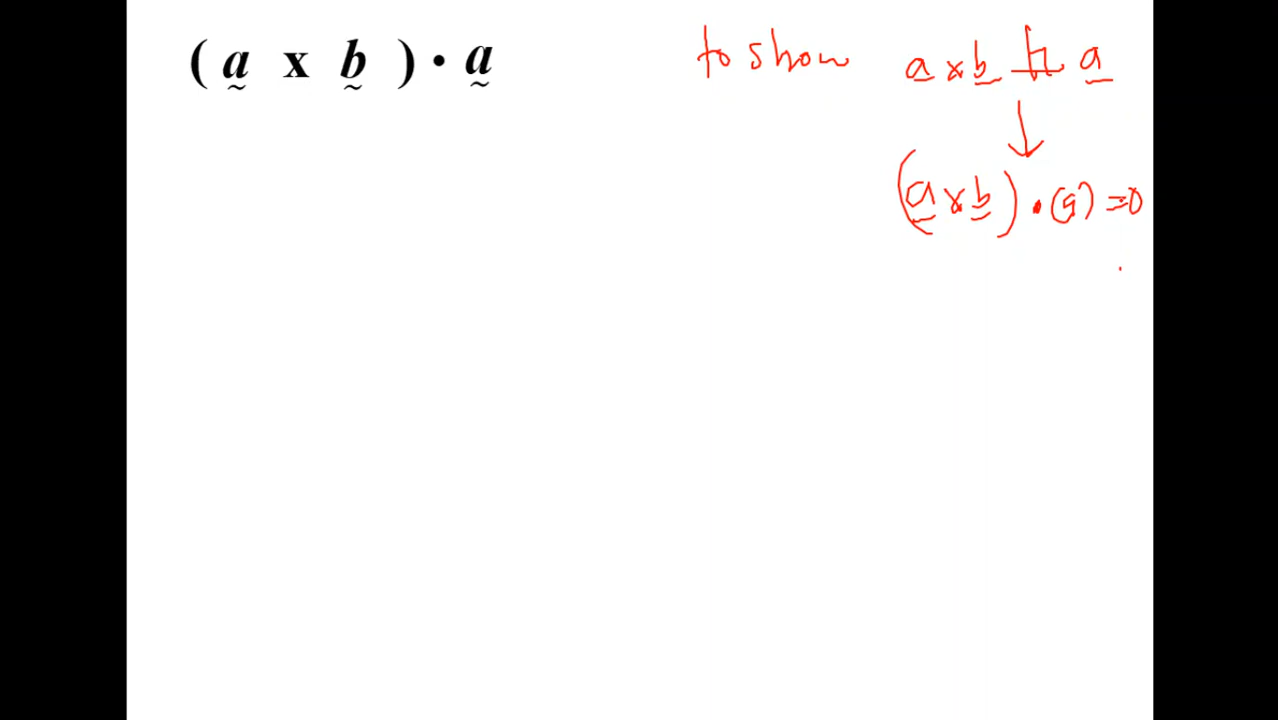 ( a x b ) • a
to show a x b ⊥ a
(a x b) • (a) = 0